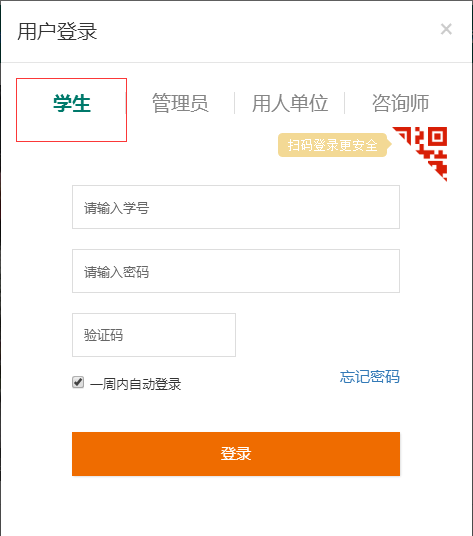 用户登录 ×
学生 管理员 用人单位 咨询师
扫码登录更安全
请输入学号
请输入密码
验证码
一周内自动登录 忘记密码
登录